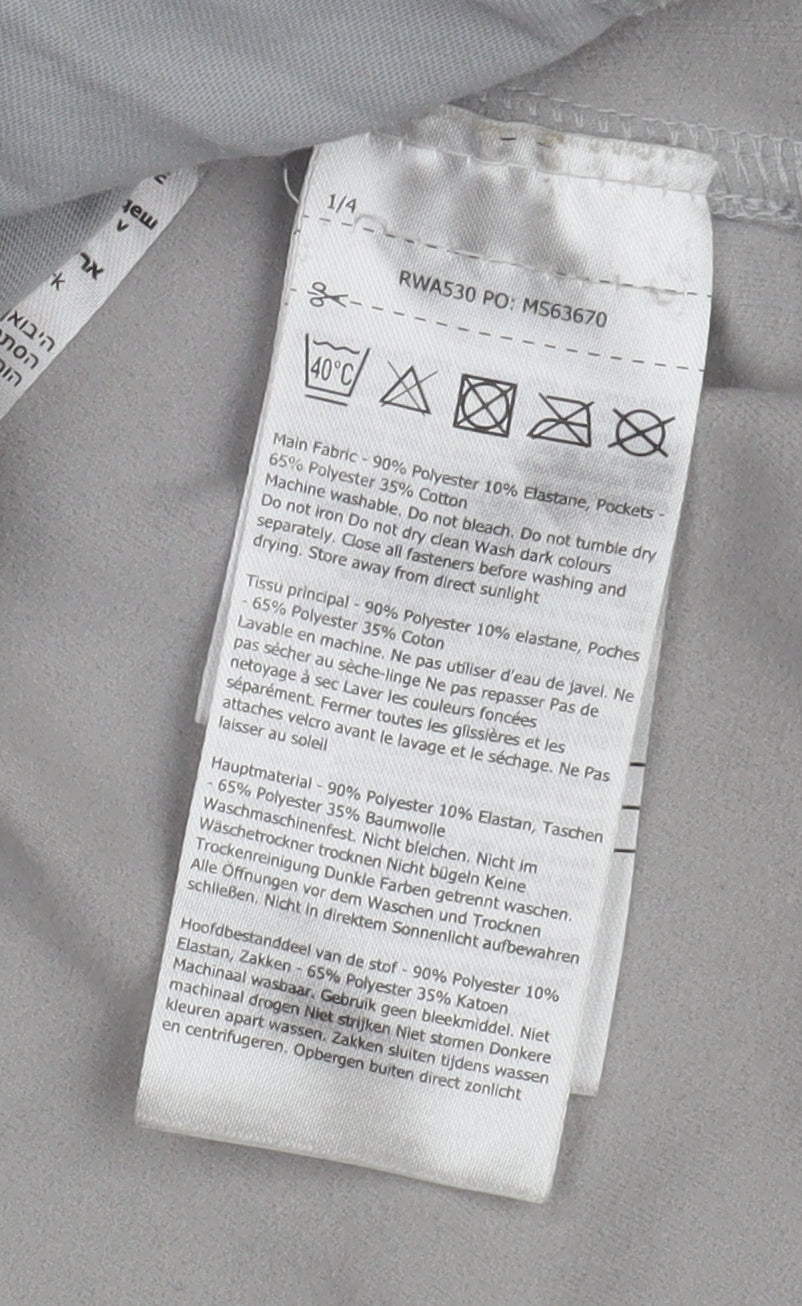 1/4
RWA530 PO: MS63670
40°C
Main Fabric - 90% Polyester 10% Elastane, Pockets -
65% Polyester 35% Cotton
Machine washable. Do not bleach. Do not tumble dry
Do not iron Do not dry clean Wash dark colours
separately. Close all fasteners before washing and
drying. Store away from direct sunlight
Tissu principal - 90% Polyester 10% elastane, Poches
- 65% Polyester 35% Coton
Lavable en machine. Ne pas utiliser d'eau de javel. Ne
pas sècher au sèche-linge Ne pas repasser Pas de
netoyage à sec Laver les couleurs foncées
séparément. Fermer toutes les glissières et les
attaches velcro avant le lavage et le séchage. Ne Pas
laisser au soleil
Hauptmaterial - 90% Polyester 10% Elastan, Taschen
- 65% Polyester 35% Baumwolle
Waschmaschinenfest. Nicht bleichen. Nicht im
Wäschetrockner trocknen Nicht bügeln Keine
Trockenreinigung Dunkle Farben getrennt waschen.
Alle Öffnungen vor dem Waschen und Trocknen
schließen. Nicht in direktem Sonnenlicht aufbewahren
Hoofdbestanddeel van de stof - 90% Polyester 10%
Elastan, Zakken - 65% Polyester 35% Katoen
Machinaal wasbaar. Gebruik geen bleekmiddel. Niet
machinaal drogen Niet strijken Niet stomen Donkere
kleuren apart wassen. Zakken sluiten tijdens wassen
en centrifugeren. Opbergen buiten direct zonlicht